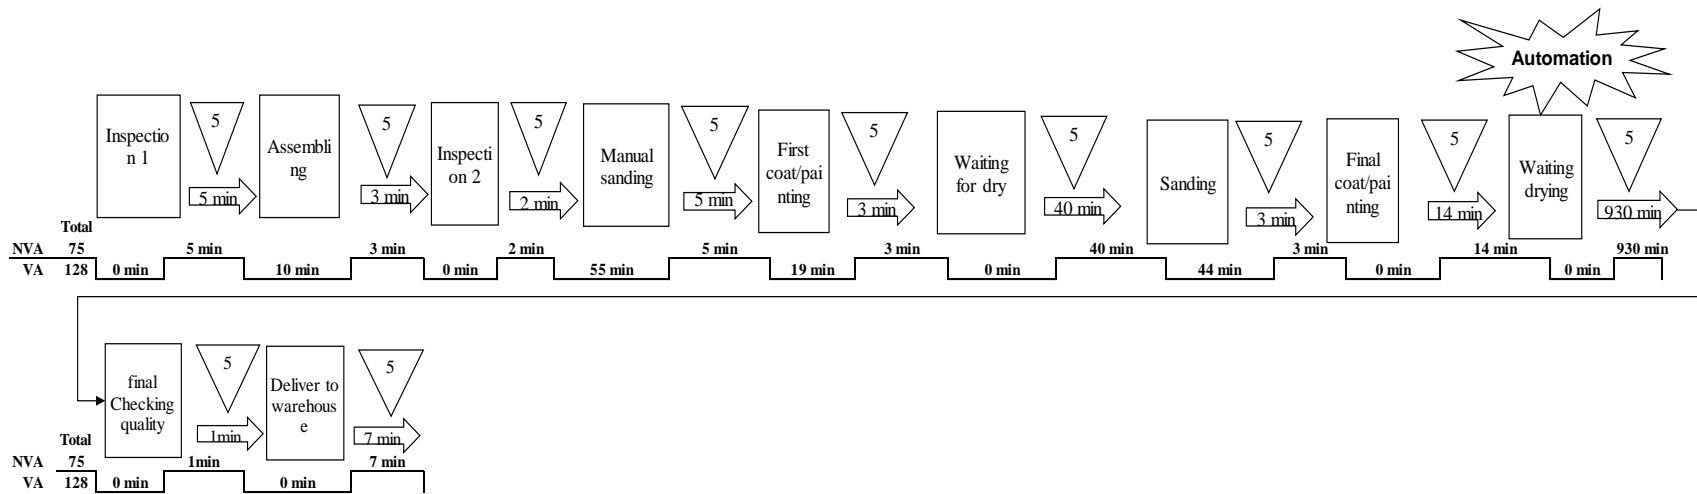 Automation
Inspectio
n 1
5
5 min
Assembli
ng
5
3 min
Inspecti
on 2
5
2 min
Manual
sanding
5
5 min
First
coat/pai
nting
5
3 min
Waiting
for dry
5
40 min
Sanding
5
3 min
Final
coat/pai
nting
5
14 min
Waiting
drying
5
930 min
Total
NVA 75 5 min 3 min 2 min 5 min 3 min 40 min 3 min 14 min 930 min
VA 128 0 min 10 min 0 min 55 min 19 min 0 min 44 min 0 min 0 min
final
Checking
quality
5
1min
Deliver to
warehous
e
5
7 min
Total
NVA 75 1min 7 min
VA 128 0 min 0 min